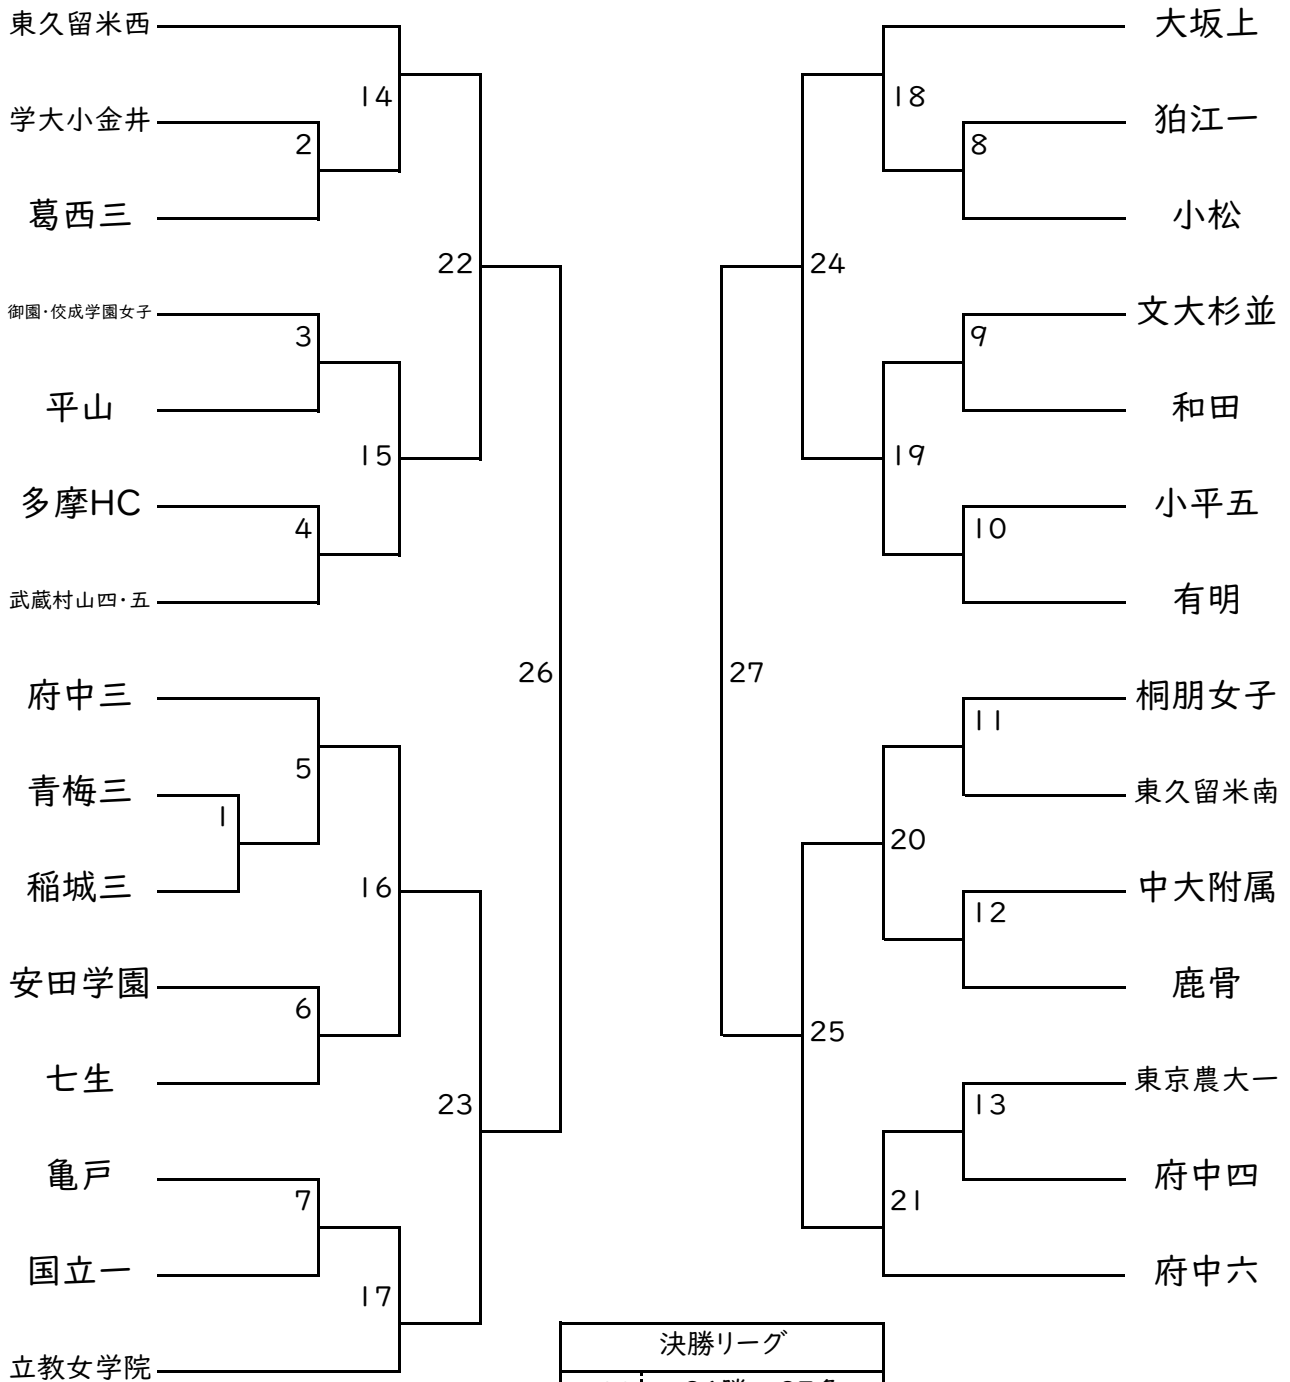 東久留米西
14
学大小金井
2
葛西三
22
御園・佼成学園女子
3
平山
15
多摩HC
4
武蔵村山四・五
26
府中三
5
青梅三
1
稲城三
16
安田学園
6
七生
23
亀戸
7
国立一
17
立教女学院
大坂上
18
狛江一
8
小松
24
文大杉並
9
和田
19
小平五
10
有明
27
桐朋女子
11
東久留米南
20
中大附属
12
鹿骨
25
東京農大一
13
府中四
21
府中六
決勝リーグ